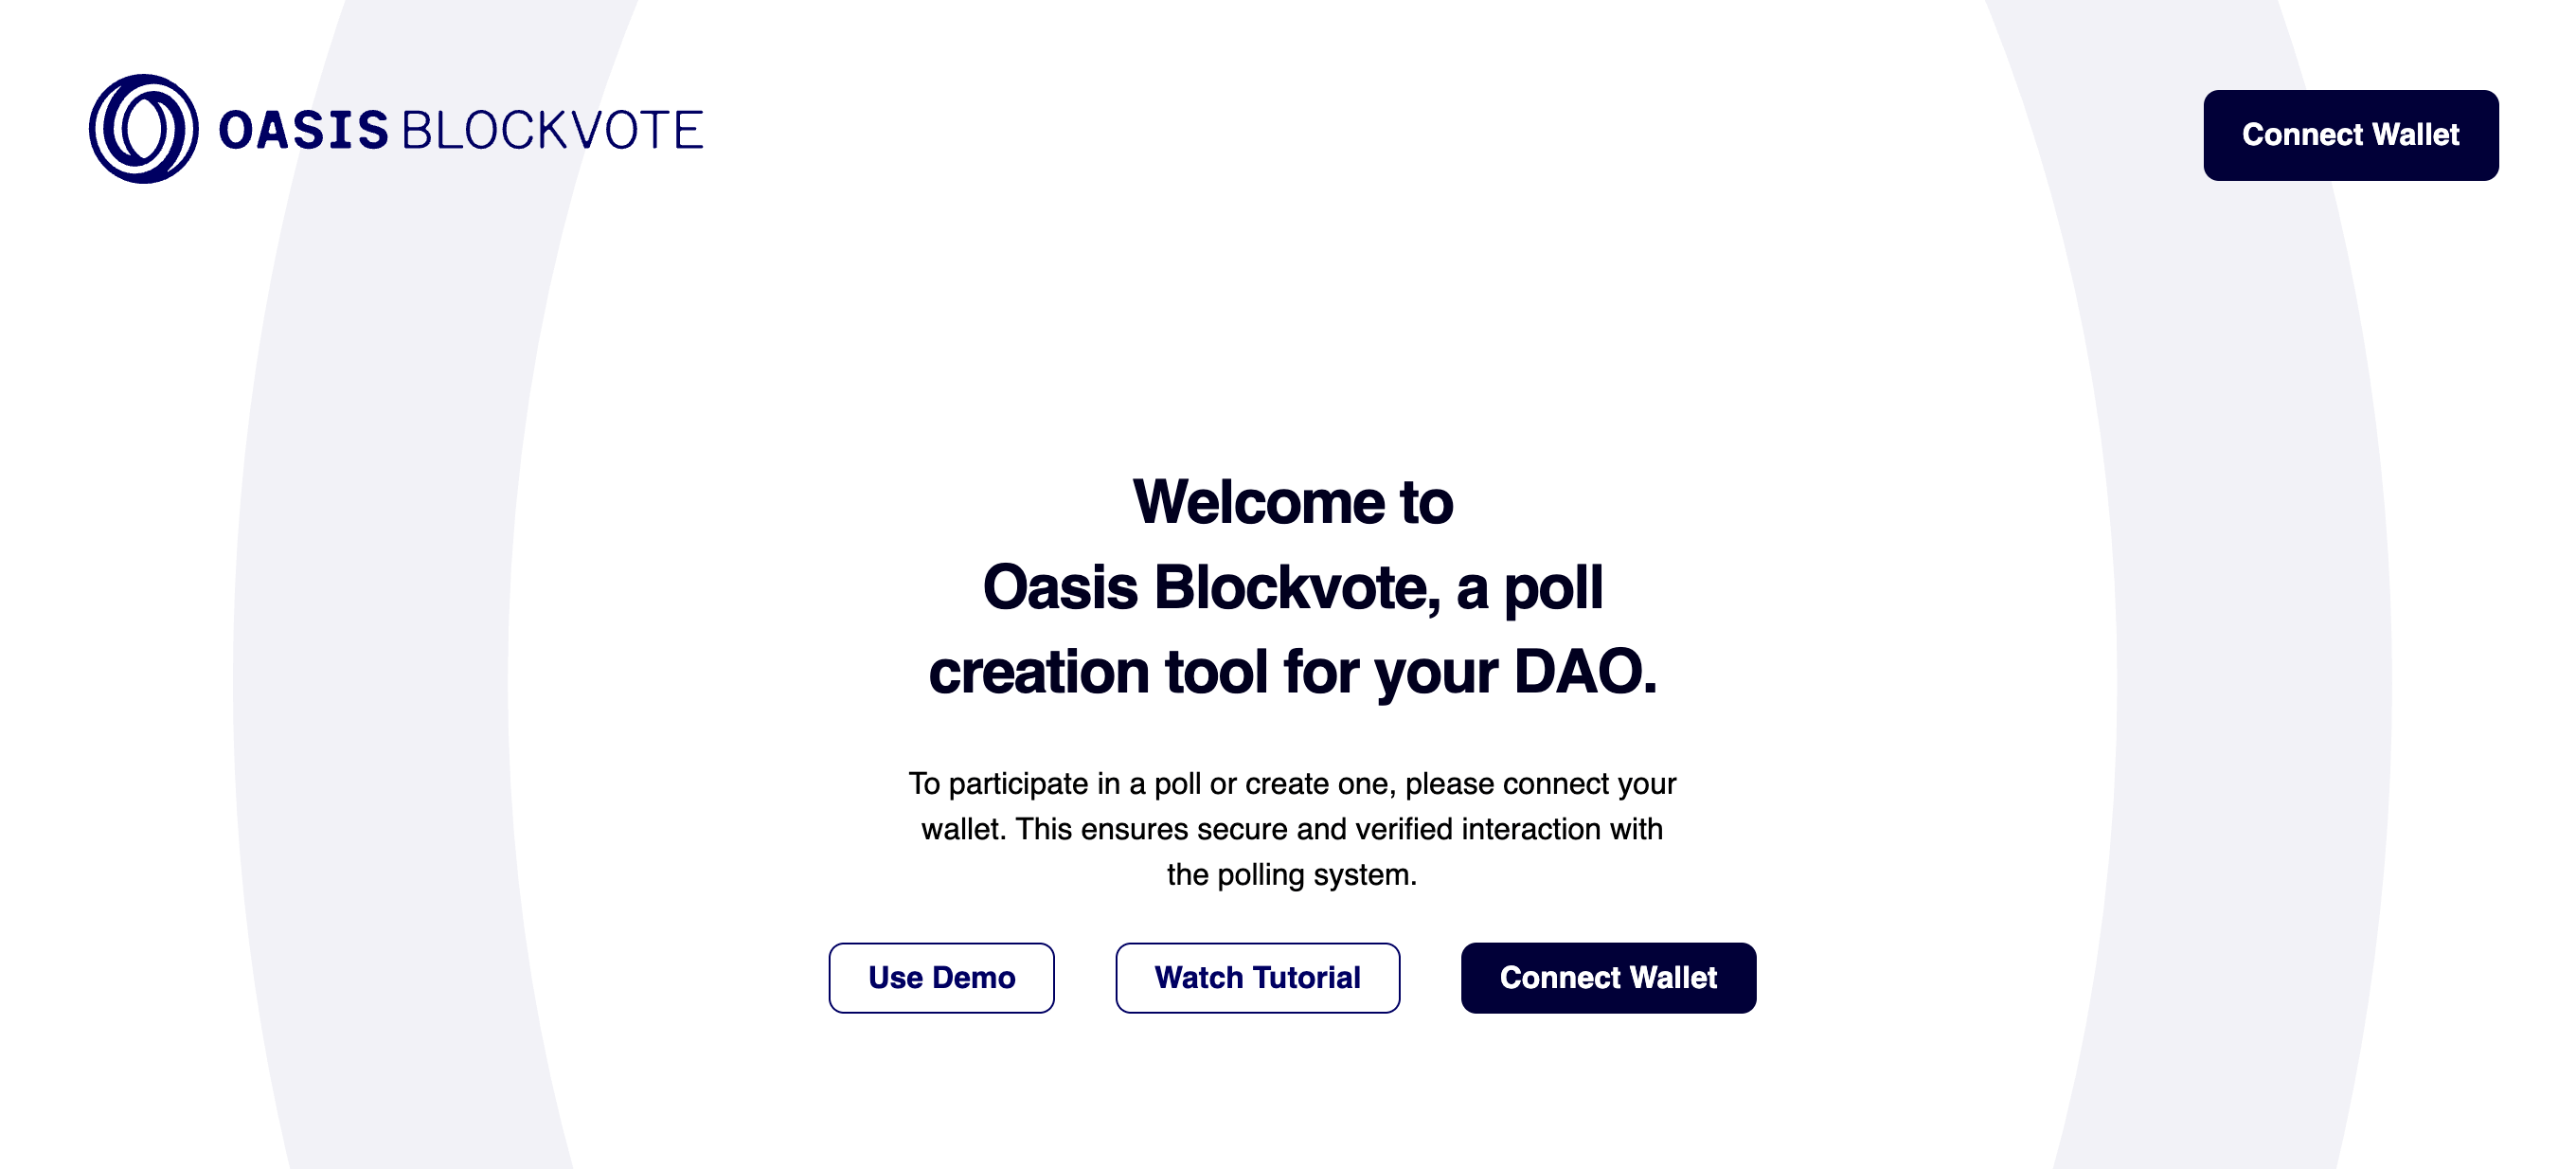 OASIS BLOCKVOTE
Connect Wallet
Welcome to
Oasis Blockvote, a poll
creation tool for your DAO.
To participate in a poll or create one, please connect your
wallet. This ensures secure and verified interaction with
the polling system.
Use Demo
Watch Tutorial
Connect Wallet